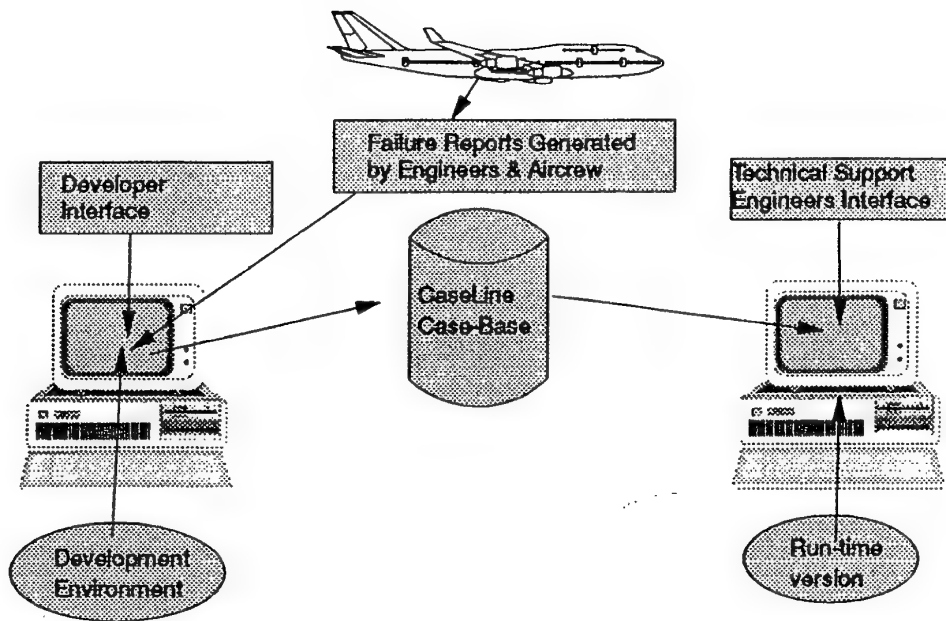 Failure Reports Generated
by Engineers & Aircrew
Developer
Interface
Technical Support
Engineers Interface
CaseLine
Case-Base
Development
Environment
Run-time
version